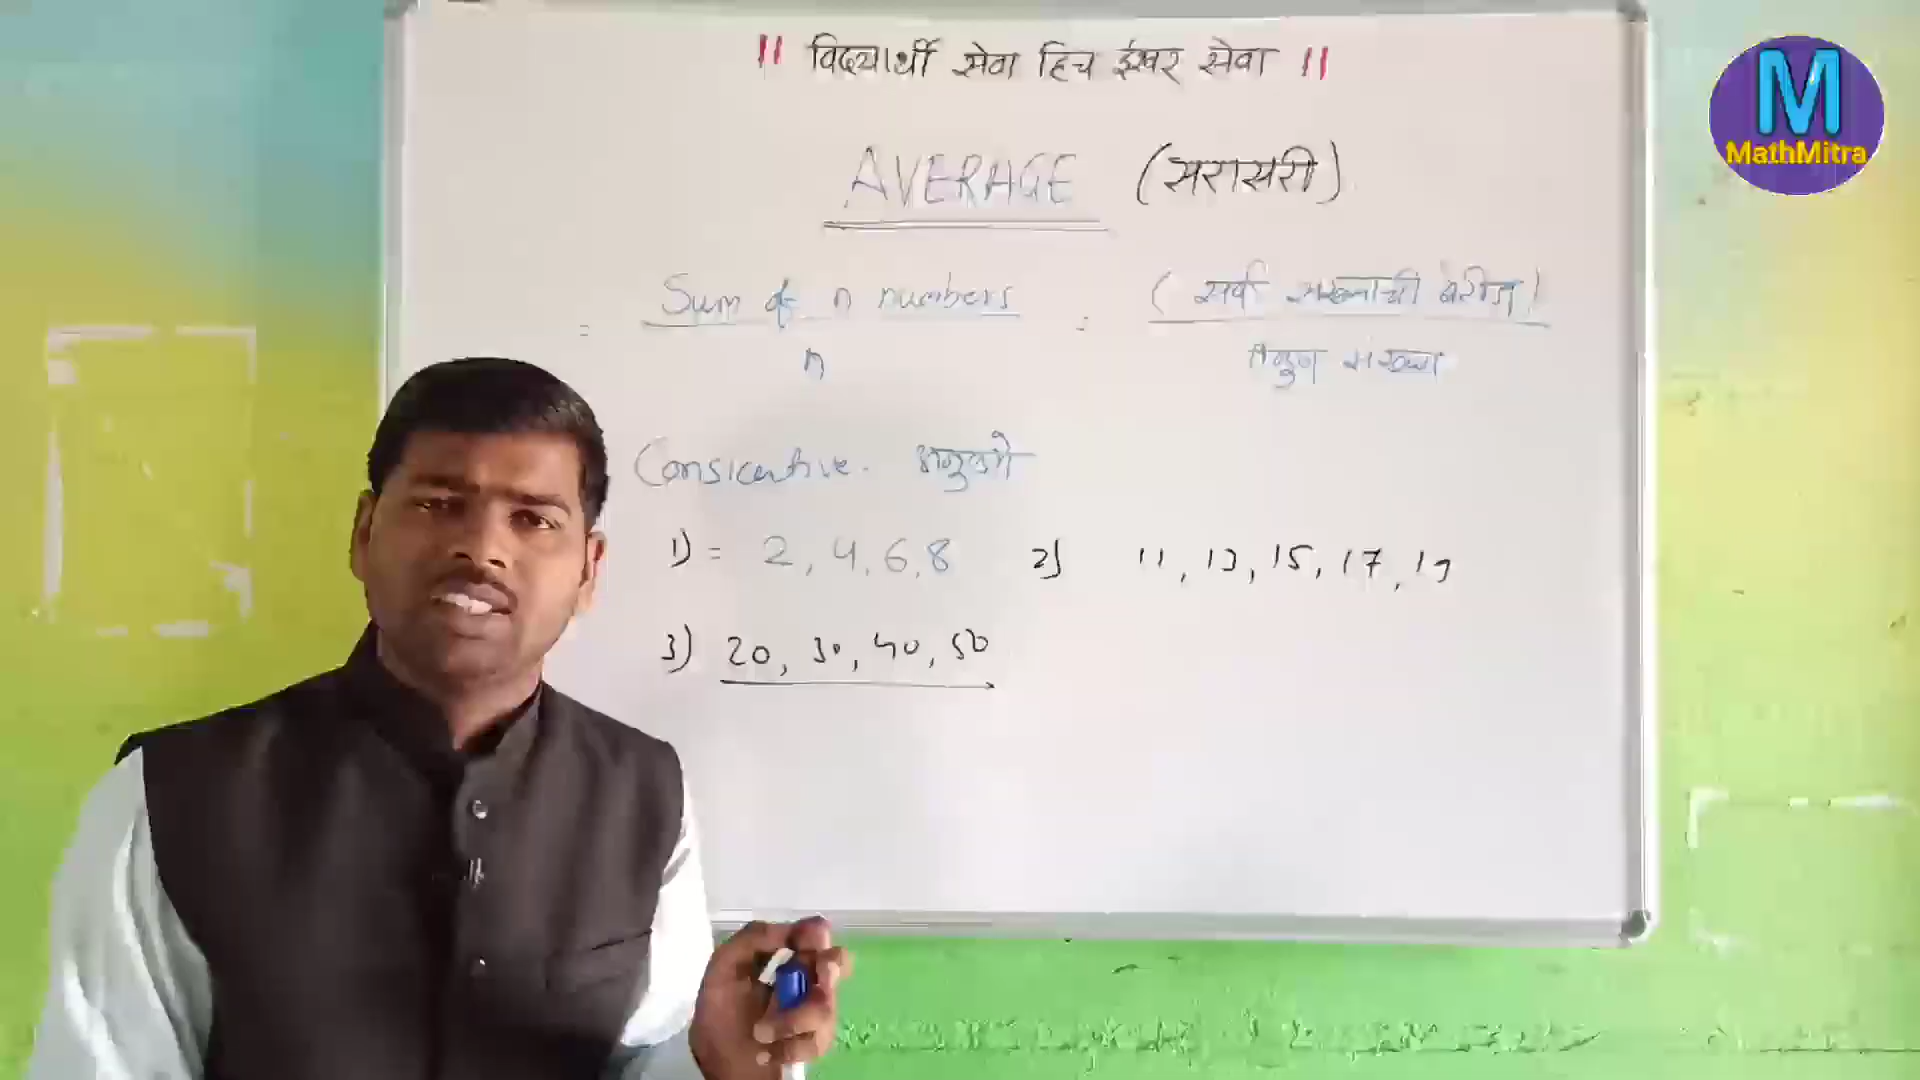 || विद्यार्थी सेवा हिच ईश्वर सेवा ||
M
MathMitra
AVERAGE (सरासरी)
= Sum of n numbers = (सर्व संख्यांची बेरीज)
n एकुण संख्या
Consicentive. अनुक्रमे
1) = 2, 4, 6, 8 2) 11, 13, 15, 17, 19
3) 20, 30, 40, 50